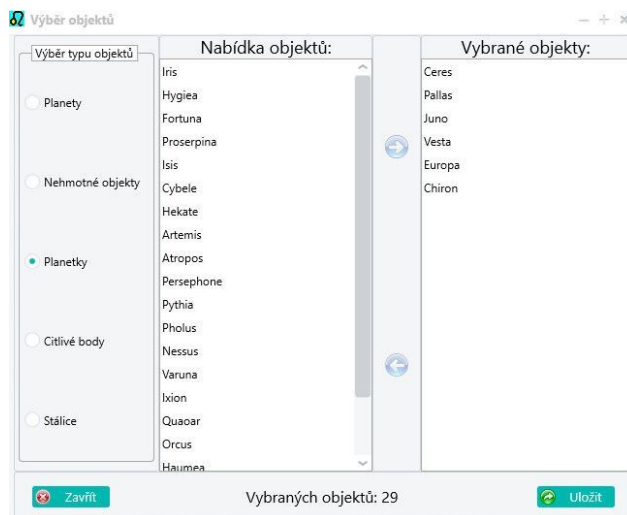 Výběr objektů
Výběr typu objektů
Planety
Nehmotné objekty
Planetky
Citlivé body
Stálice
Nabídka objektů:
Iris
Hygiea
Fortuna
Proserpina
Isis
Cybele
Hekate
Artemis
Atropos
Persephone
Pythia
Pholus
Nessus
Varuna
Ixion
Quaoar
Orcus
Haumea
Vybrané objekty:
Ceres
Pallas
Juno
Vesta
Europa
Chiron
Zavřít
Vybraných objektů: 29
Uložit